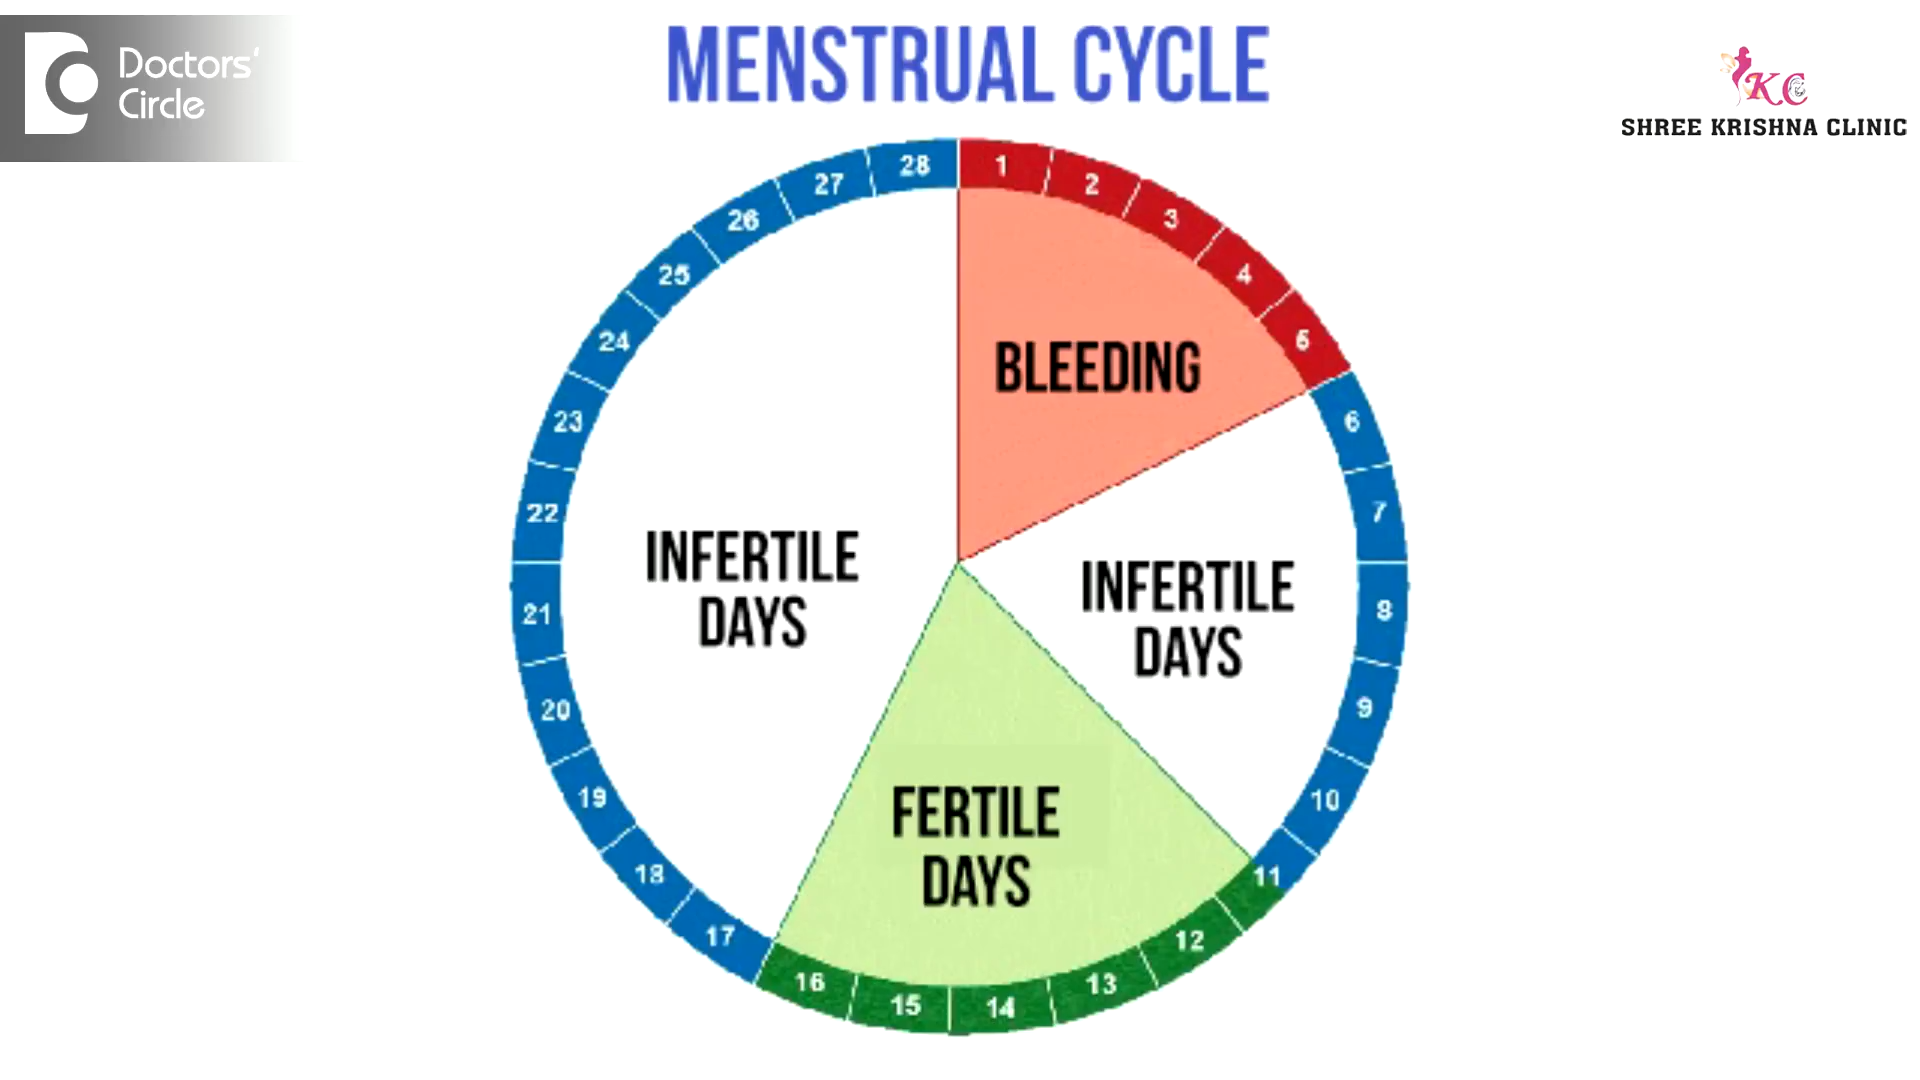 Doctors'
Circle
MENSTRUAL CYCLE
KC
SHREE KRISHNA CLINIC
1
2
3
4
5
6
7
8
9
10
11
12
13
14
15
16
17
18
19
20
21
22
23
24
25
26
27
28
BLEEDING
INFERTILE
DAYS
FERTILE
DAYS
INFERTILE
DAYS